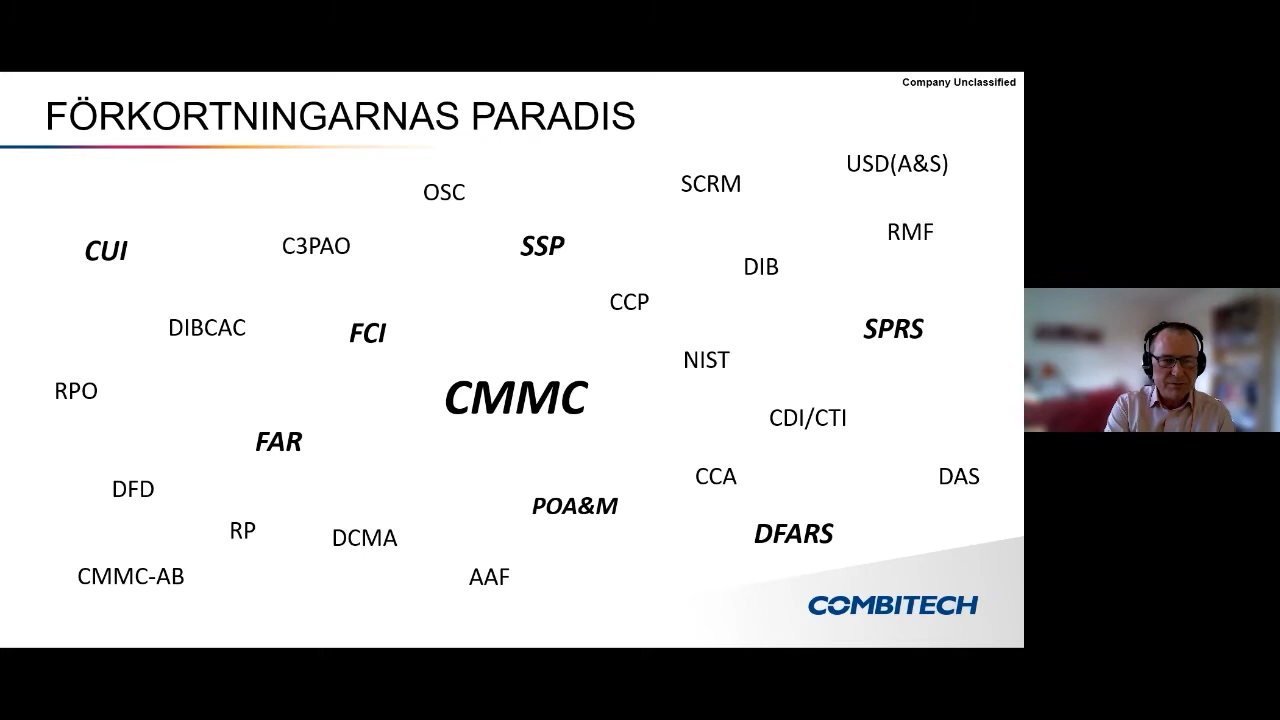 Company Unclassified
FÖRKORTNINGARNAS PARADIS
USD(A&S)
SCRM
OSC
RMF
C3PAO
SSP
CUI
DIB
CCP
DIBCAC
SPRS
FCI
NIST
RPO
CMMC
CDI/CTI
FAR
CCA
DAS
DFD
POA&M
RP
DFARS
DCMA
CMMC-AB
AAF
COMBITECH